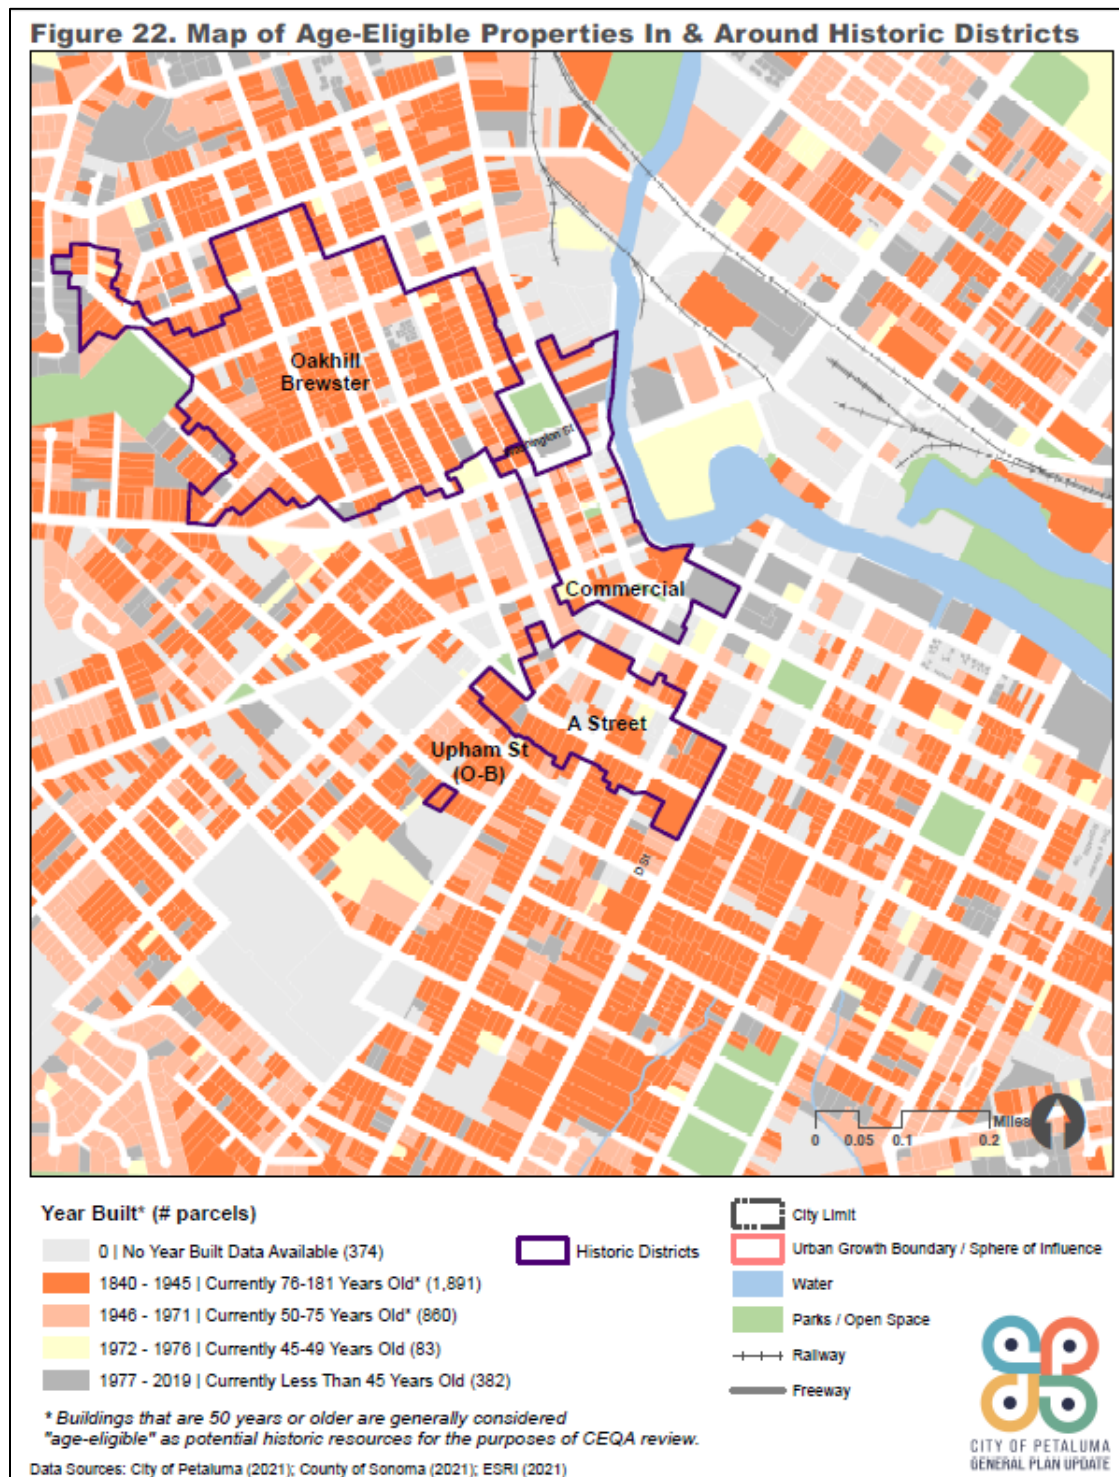 Figure 22. Map of Age-Eligible Properties In & Around Historic Districts
Oakhill
Brewster
Washington St
Commercial
A Street
Upham St
(O-B)
D St
Miles
0 0.05 0.1 0.2
Year Built* (# parcels)
0 | No Year Built Data Available (374)
1840 - 1945 | Currently 76-181 Years Old* (1,891)
1946 - 1971 | Currently 50-75 Years Old* (860)
1972 - 1976 | Currently 45-49 Years Old (83)
1977 - 2019 | Currently Less Than 45 Years Old (382)
Historic Districts
City Limit
Urban Growth Boundary / Sphere of Influence
Water
Parks / Open Space
Railway
Freeway
* Buildings that are 50 years or older are generally considered
"age-eligible" as potential historic resources for the purposes of CEQA review.
Data Sources: City of Petaluma (2021); County of Sonoma (2021); ESRI (2021)
CITY OF PETALUMA
GENERAL PLAN UPDATE